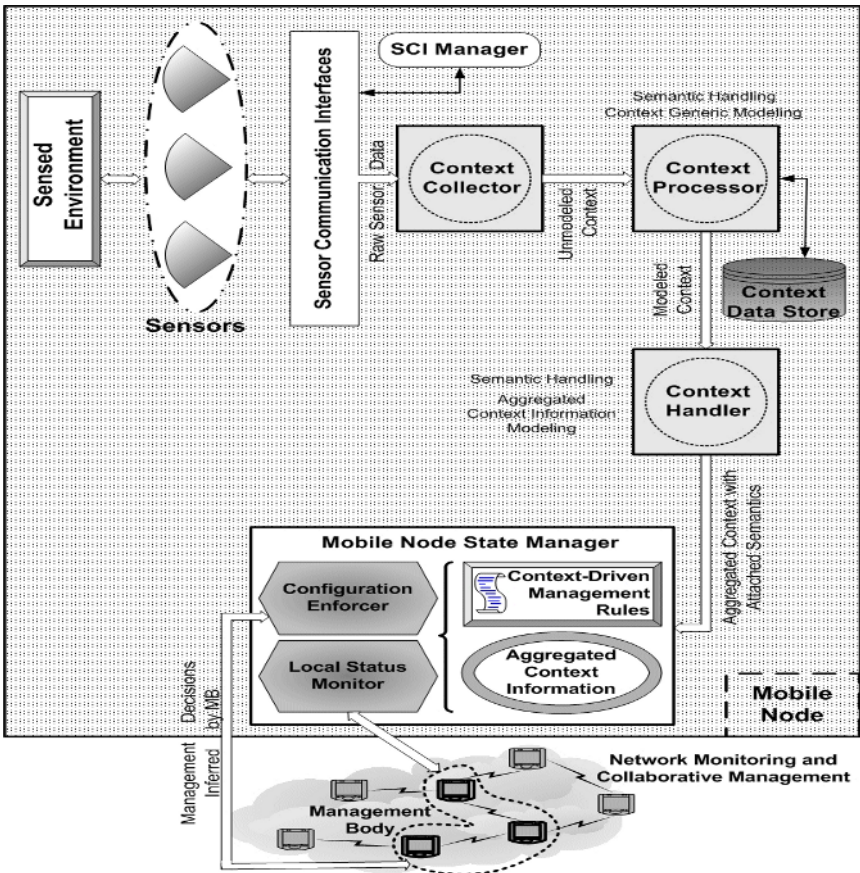 SCI Manager
Sensed
Environment
Sensors
Sensor Communication Interfaces
Raw Sensor Data
Context
Collector
Unmodeled
Context
Semantic Handling
Context Generic Modeling
Context
Processor
Context
Data Store
Modeled
Context
Semantic Handling
Aggregated
Context Information
Modeling
Context
Handler
Aggregated Context with
Attached Semantics
Mobile Node State Manager
Configuration
Enforcer
Local Status
Monitor
Context-Driven
Management
Rules
Aggregated
Context
Information
Mobile
Node
Management Decisions
Inferred by MB
Network Monitoring and
Collaborative Management
Management
Body